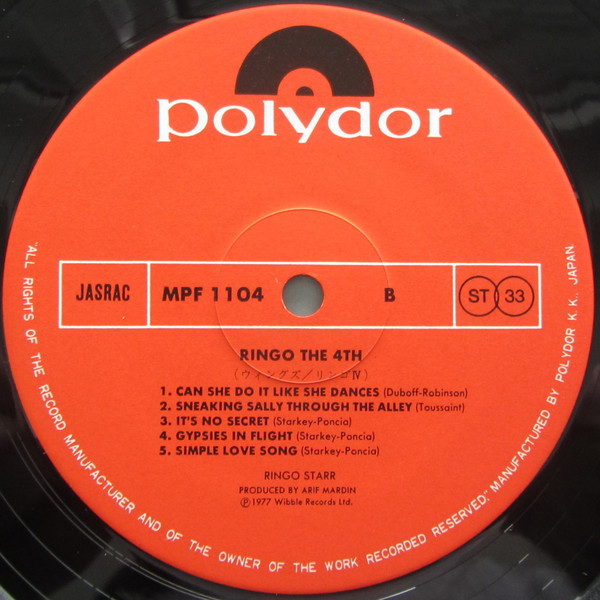 polydor
JASRAC
MPF 1104
B
ST 33
RINGO THE 4TH
(ウイングズ/リンゴIV)
1. CAN SHE DO IT LIKE SHE DANCES (Duboff-Robinson)
2. SNEAKING SALLY THROUGH THE ALLEY (Toussaint)
3. IT'S NO SECRET (Starkey-Poncia)
4. GYPSIES IN FLIGHT (Starkey-Poncia)
5. SIMPLE LOVE SONG (Starkey-Poncia)
RINGO STARR
PRODUCED BY ARIF MARDIN
Ⓟ1977 Wibble Records Ltd.
"ALL RIGHTS OF THE RECORD MANUFACTURER AND OF THE OWNER OF THE WORK RECORDED RESERVED" MANUFACTURED BY POLYDOR K.K., JAPAN.